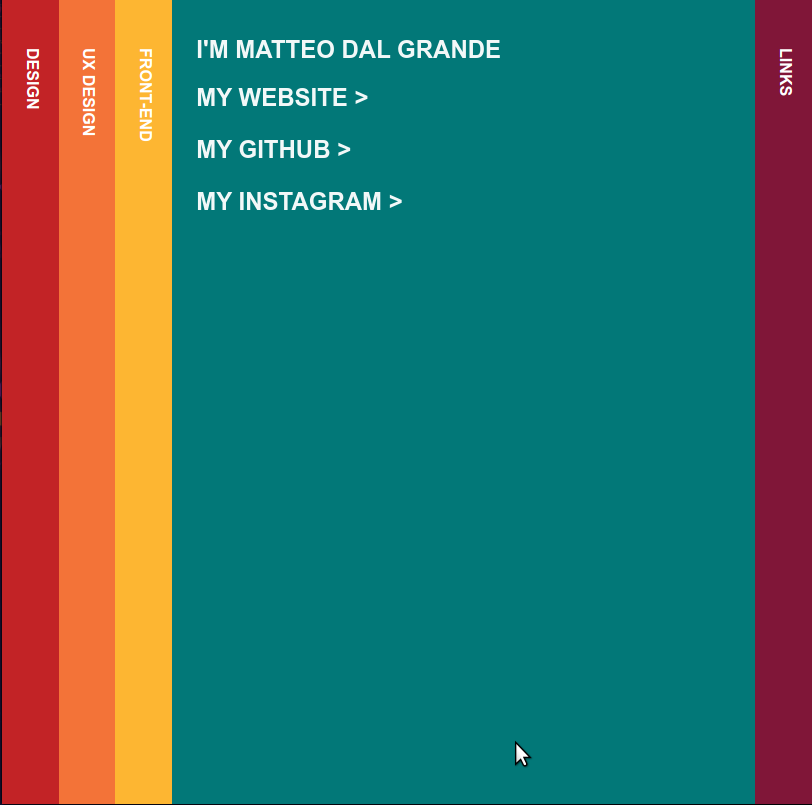 DESIGN
UX DESIGN
FRONT-END
I'M MATTEO DAL GRANDE
MY WEBSITE >
MY GITHUB >
MY INSTAGRAM >
LINKS